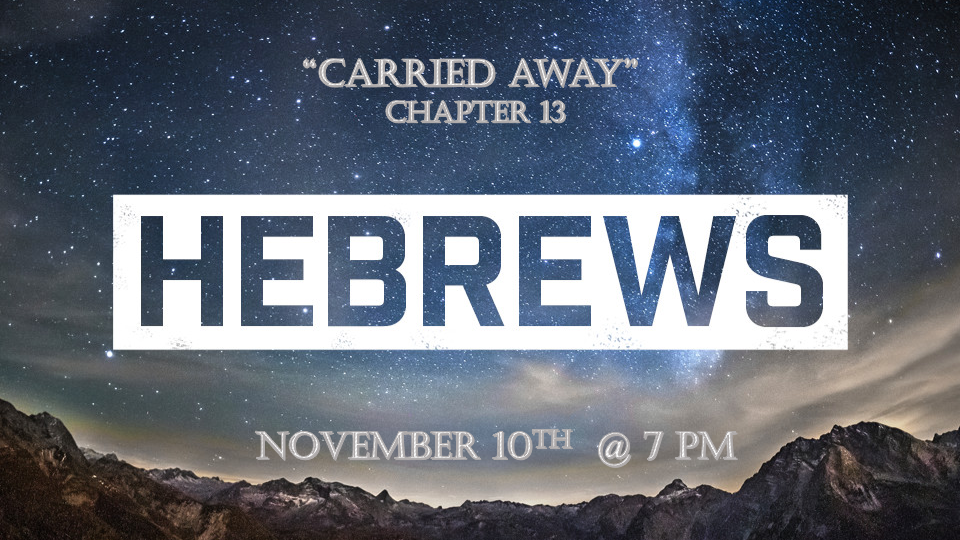 “CARRIED AWAY”
CHAPTER 13
HEBREWS
NOVEMBER 10TH @ 7 PM